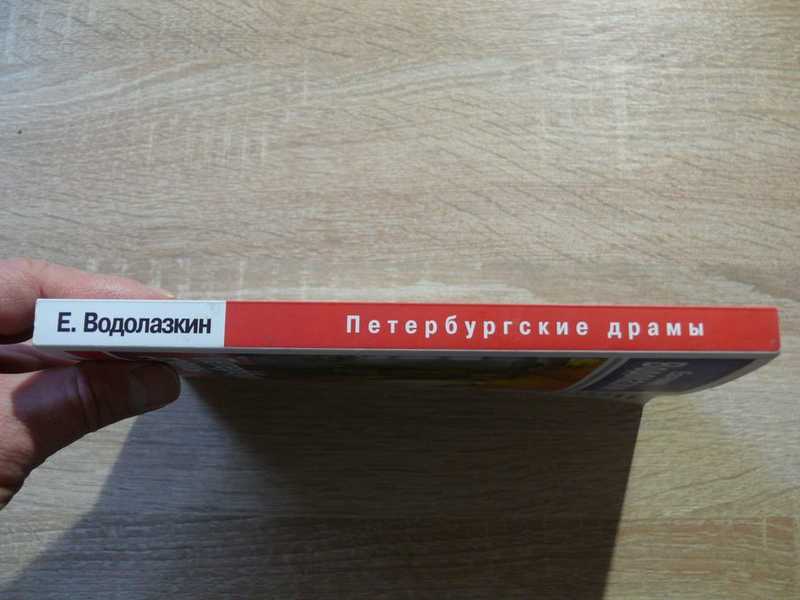 Е. Водолазкин
Петербургские драмы